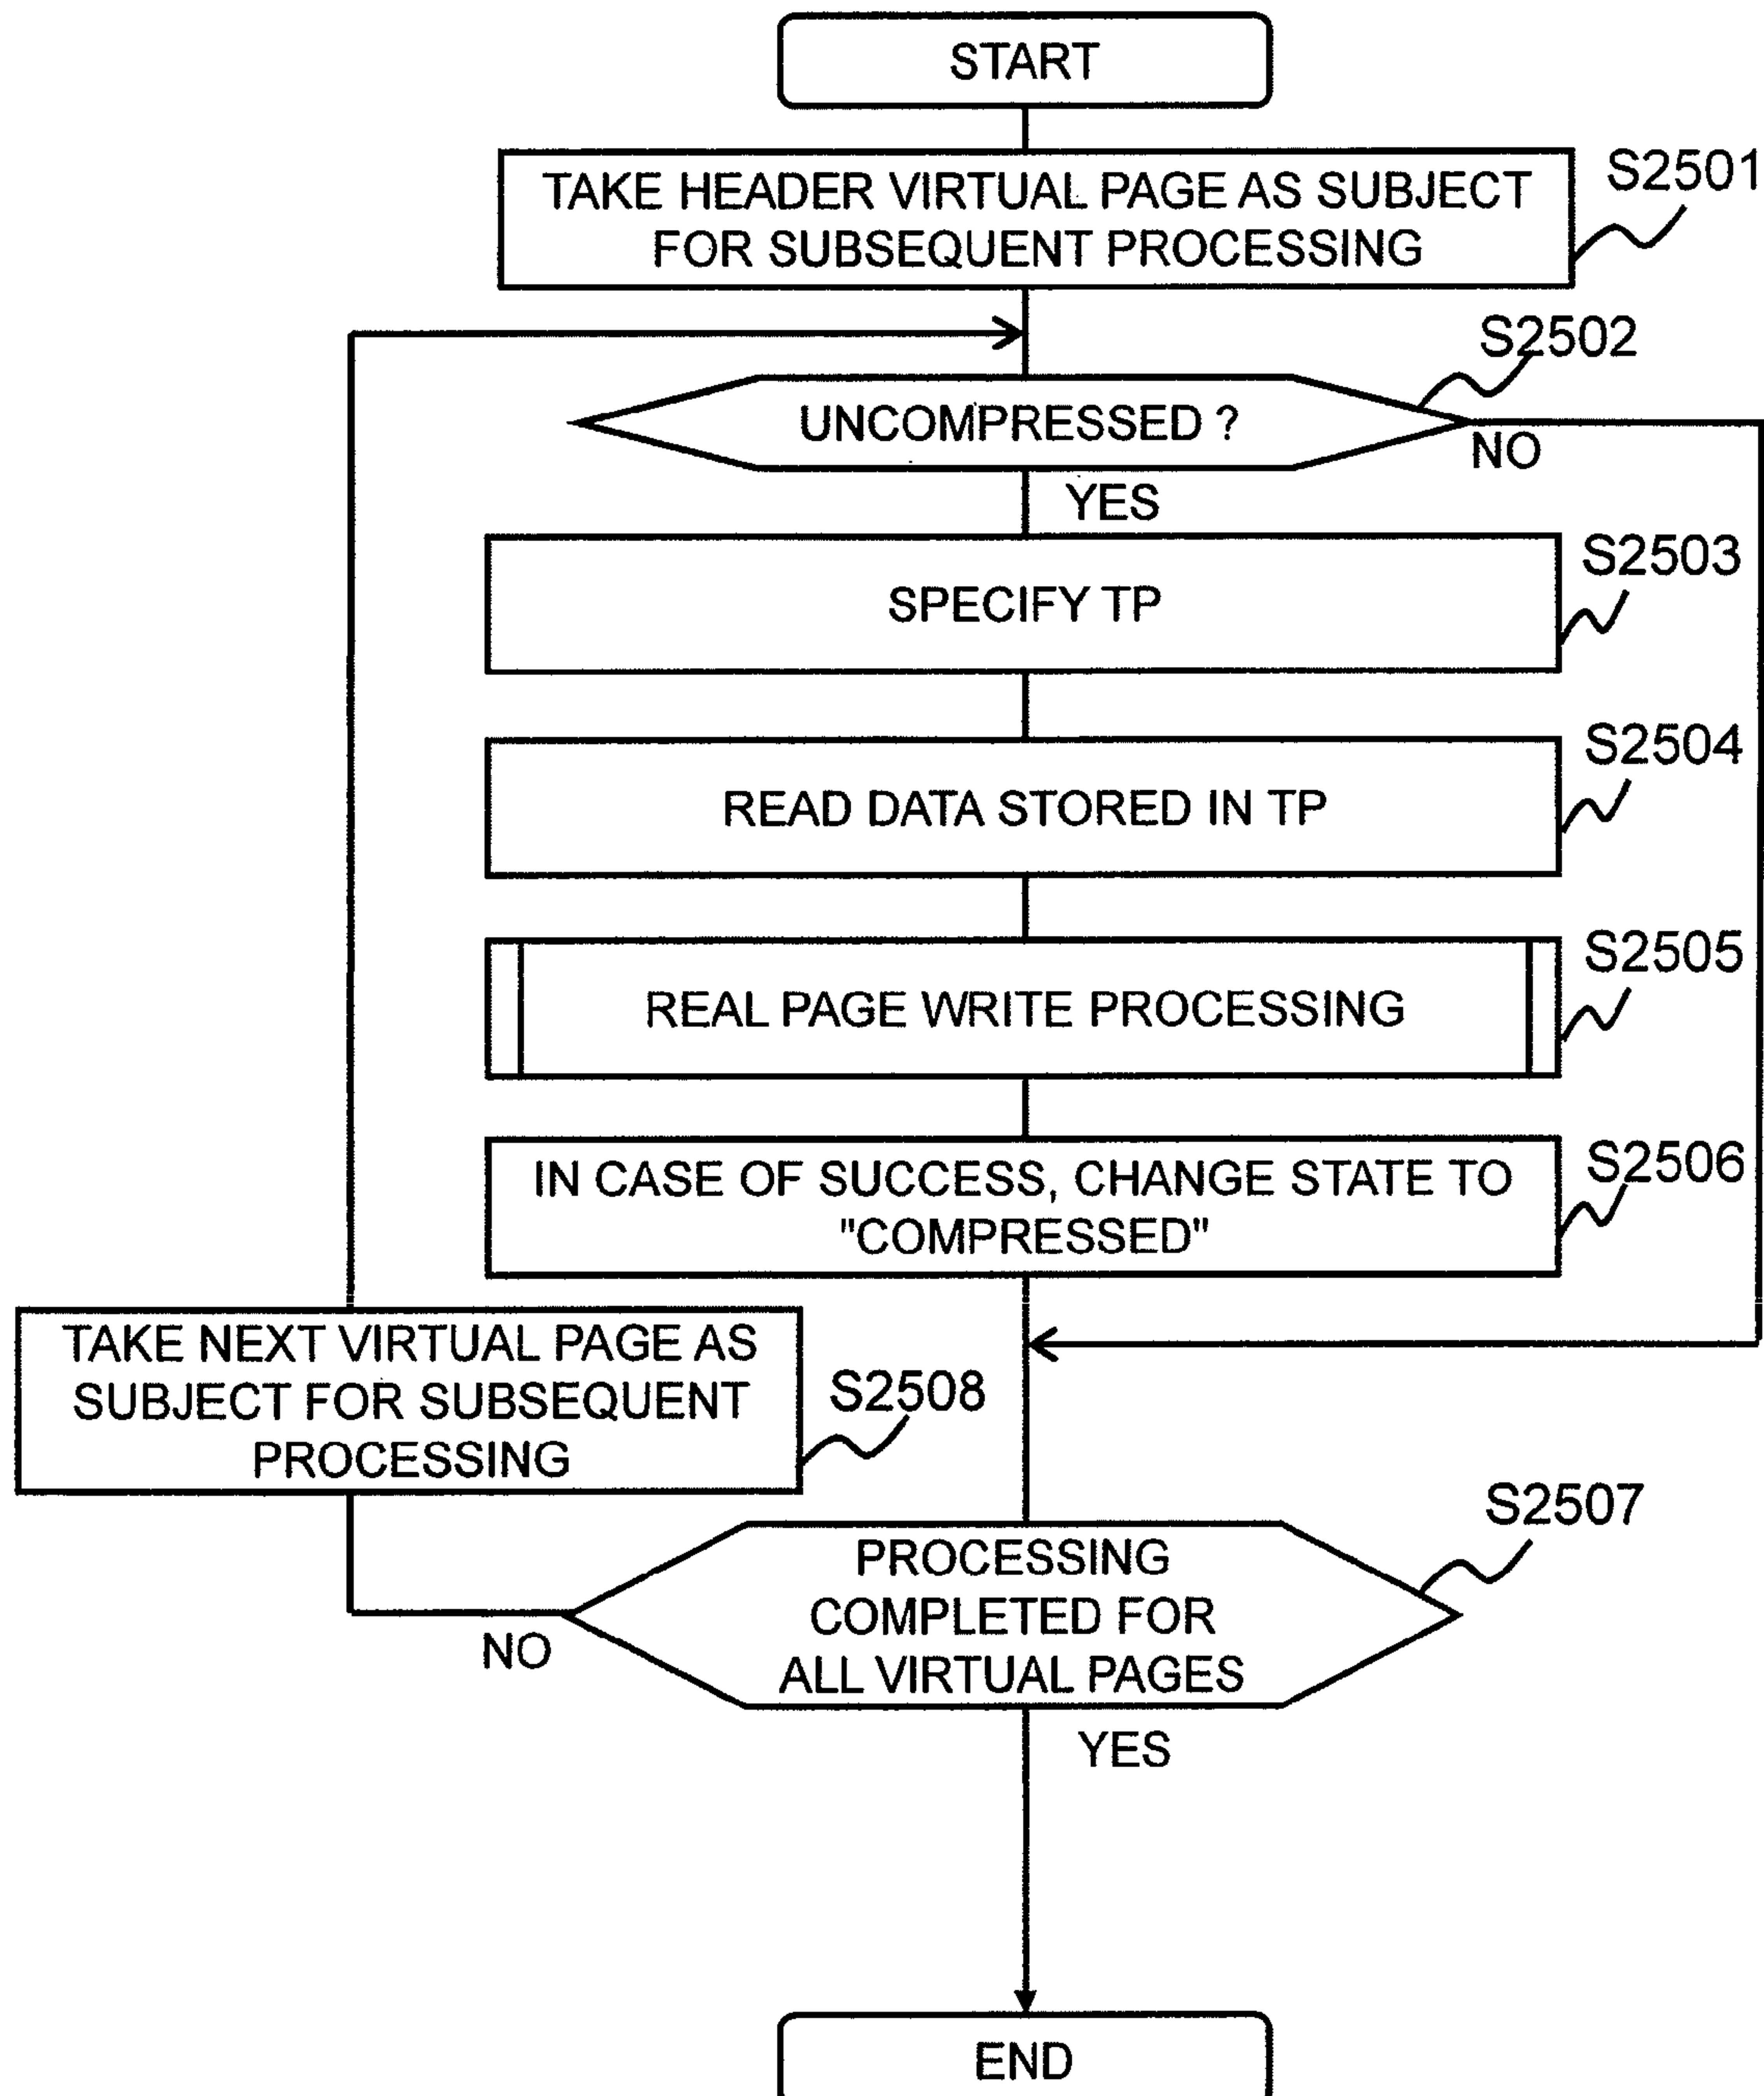 START
TAKE HEADER VIRTUAL PAGE AS SUBJECT
FOR SUBSEQUENT PROCESSING
S2501
S2502
UNCOMPRESSED ?
NO
YES
S2503
SPECIFY TP
S2504
READ DATA STORED IN TP
S2505
REAL PAGE WRITE PROCESSING
S2506
IN CASE OF SUCCESS, CHANGE STATE TO
"COMPRESSED"
TAKE NEXT VIRTUAL PAGE AS
SUBJECT FOR SUBSEQUENT
PROCESSING
S2508
S2507
PROCESSING
COMPLETED FOR
ALL VIRTUAL PAGES
NO
YES
END